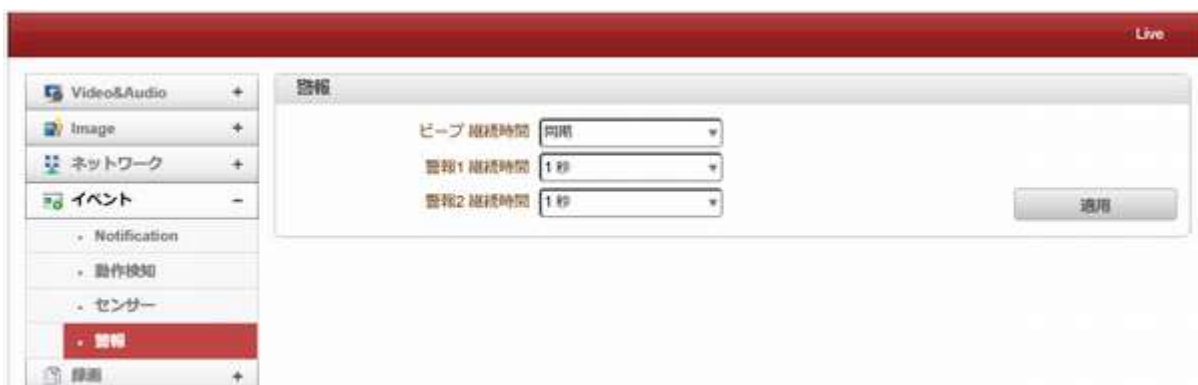 Live
Video&Audio +
Image +
ネットワーク +
イベント -
・ Notification
・ 動作検知
・ センサー
・ 警報
録画 +
警報
ビープ 継続時間 同期
警報1 継続時間 1 秒
警報2 継続時間 1 秒
適用